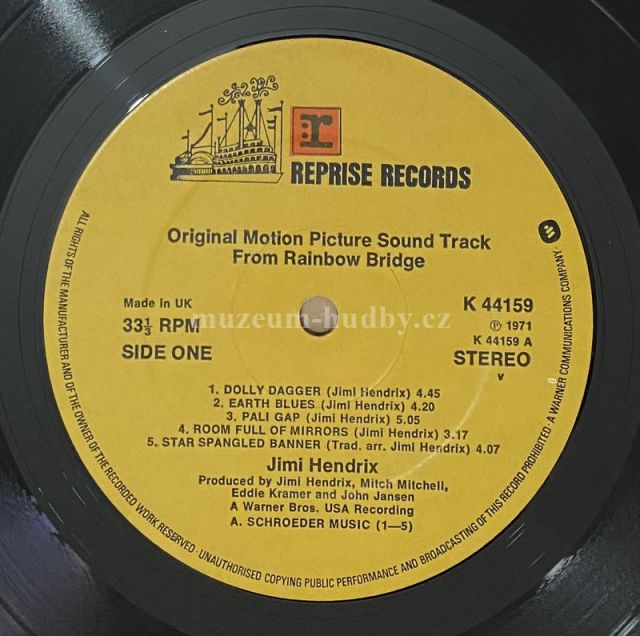 r
REPRISE RECORDS
Original Motion Picture Sound Track
From Rainbow Bridge
Made in UK
33⅓ RPM
SIDE ONE
K 44159
℗ 1971
K 44159 A
STEREO
v
muzeum-hudby.cz
1. DOLLY DAGGER (Jimi Hendrix) 4.45
2. EARTH BLUES (Jimi Hendrix) 4.20
3. PALI GAP (Jimi Hendrix) 5.05
4. ROOM FULL OF MIRRORS (Jimi Hendrix) 3.17
5. STAR SPANGLED BANNER (Trad. arr. Jimi Hendrix) 4.07
Jimi Hendrix
Produced by Jimi Hendrix, Mitch Mitchell,
Eddie Kramer and John Jansen
A Warner Bros. USA Recording
A. SCHROEDER MUSIC (1—5)
ALL RIGHTS OF THE MANUFACTURER AND OF THE OWNER OF THE RECORDED WORK RESERVED · UNAUTHORISED COPYING PUBLIC PERFORMANCE AND BROADCASTING OF THIS RECORD PROHIBITED · A WARNER COMMUNICATIONS COMPANY ·